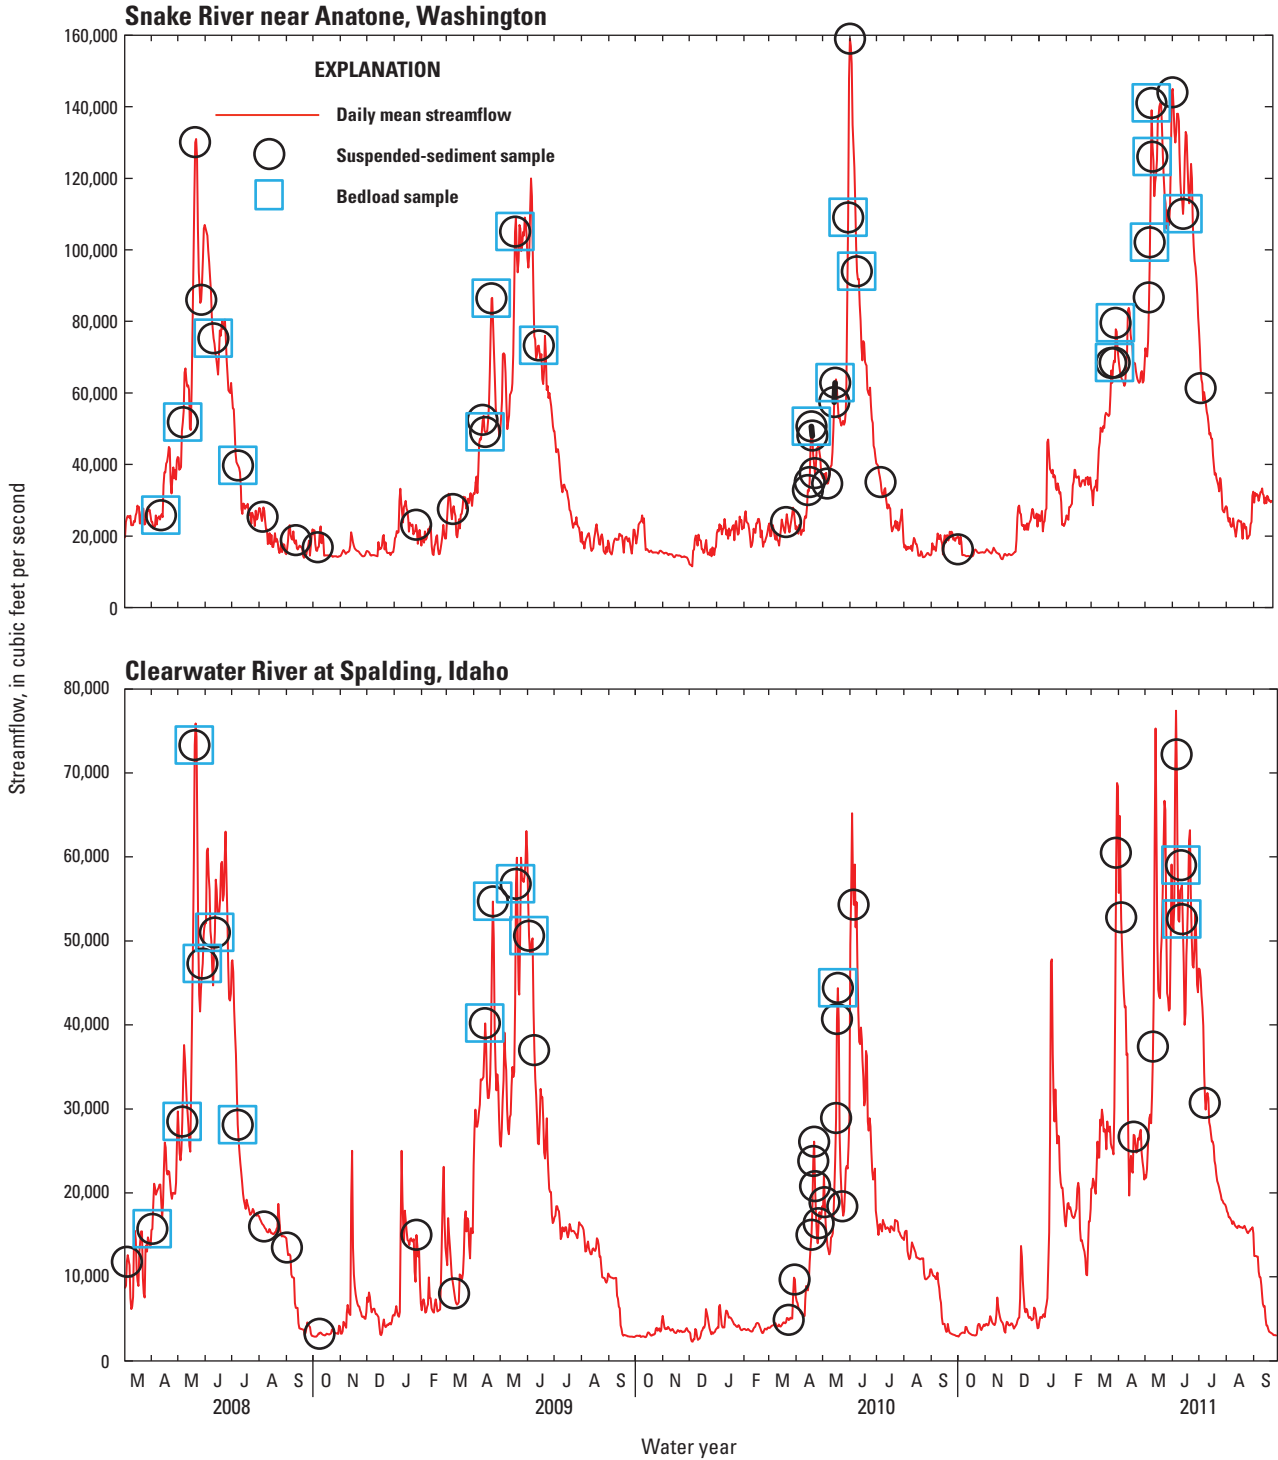 Snake River near Anatone, Washington
160,000
140,000
120,000
100,000
80,000
60,000
40,000
20,000
0
EXPLANATION
Daily mean streamflow
Suspended-sediment sample
Bedload sample
Streamflow, in cubic feet per second
Clearwater River at Spalding, Idaho
80,000
70,000
60,000
50,000
40,000
30,000
20,000
10,000
0
M A M J J A S O N D J F M A M J J A S O N D J F M A M J J A S O N D J F M A M J J A S
2008 2009 2010 2011
Water year